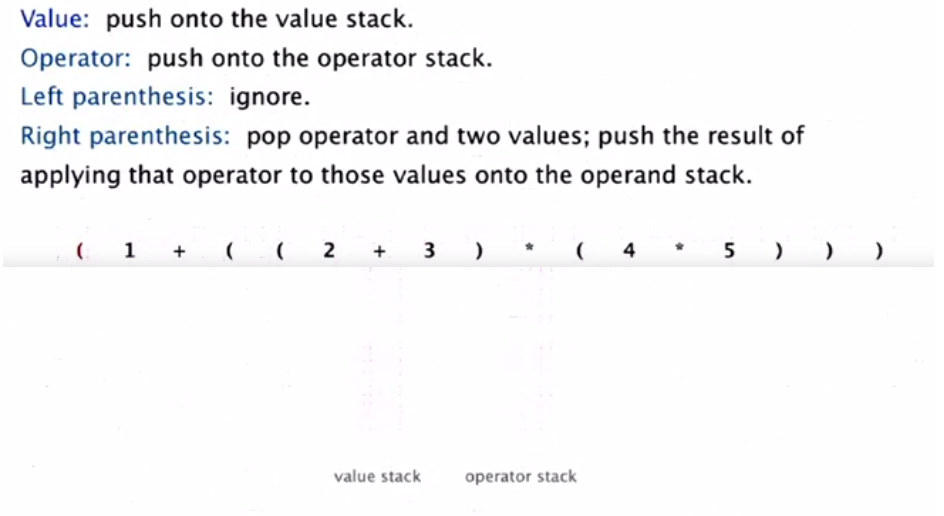 Value: push onto the value stack.
Operator: push onto the operator stack.
Left parenthesis: ignore.
Right parenthesis: pop operator and two values; push the result of
applying that operator to those values onto the operand stack.
( 1 + ( ( 2 + 3 ) * ( 4 * 5 ) ) )
value stack operator stack